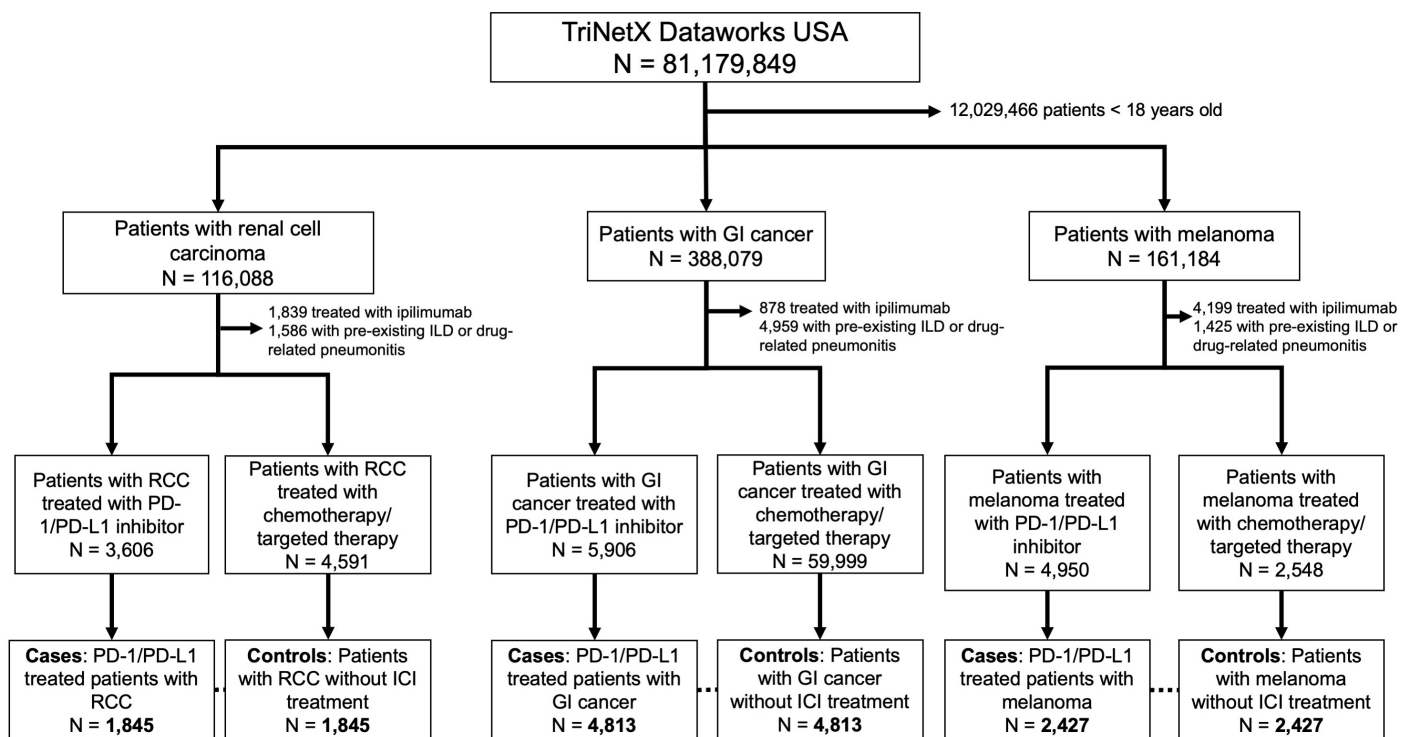 TriNetX Dataworks USA
N = 81,179,849
12,029,466 patients < 18 years old
Patients with renal cell
carcinoma
N = 116,088
Patients with GI cancer
N = 388,079
Patients with melanoma
N = 161,184
1,839 treated with ipilimumab
1,586 with pre-existing ILD or drug-
related pneumonitis
878 treated with ipilimumab
4,959 with pre-existing ILD or drug-
related pneumonitis
4,199 treated with ipilimumab
1,425 with pre-existing ILD or
drug-related pneumonitis
Patients with RCC
treated with PD-
1/PD-L1 inhibitor
N = 3,606
Patients with RCC
treated with
chemotherapy/
targeted therapy
N = 4,591
Patients with GI
cancer treated with
PD-1/PD-L1 inhibitor
N = 5,906
Patients with GI
cancer treated with
chemotherapy/
targeted therapy
N = 59,999
Patients with
melanoma treated
with PD-1/PD-L1
inhibitor
N = 4,950
Patients with
melanoma treated
with chemotherapy/
targeted therapy
N = 2,548
Cases: PD-1/PD-L1
treated patients with
RCC
N = 1,845
Controls: Patients
with RCC without ICI
treatment
N = 1,845
Cases: PD-1/PD-L1
treated patients with
GI cancer
N = 4,813
Controls: Patients
with GI cancer
without ICI treatment
N = 4,813
Cases: PD-1/PD-L1
treated patients with
melanoma
N = 2,427
Controls: Patients
with melanoma
without ICI treatment
N = 2,427